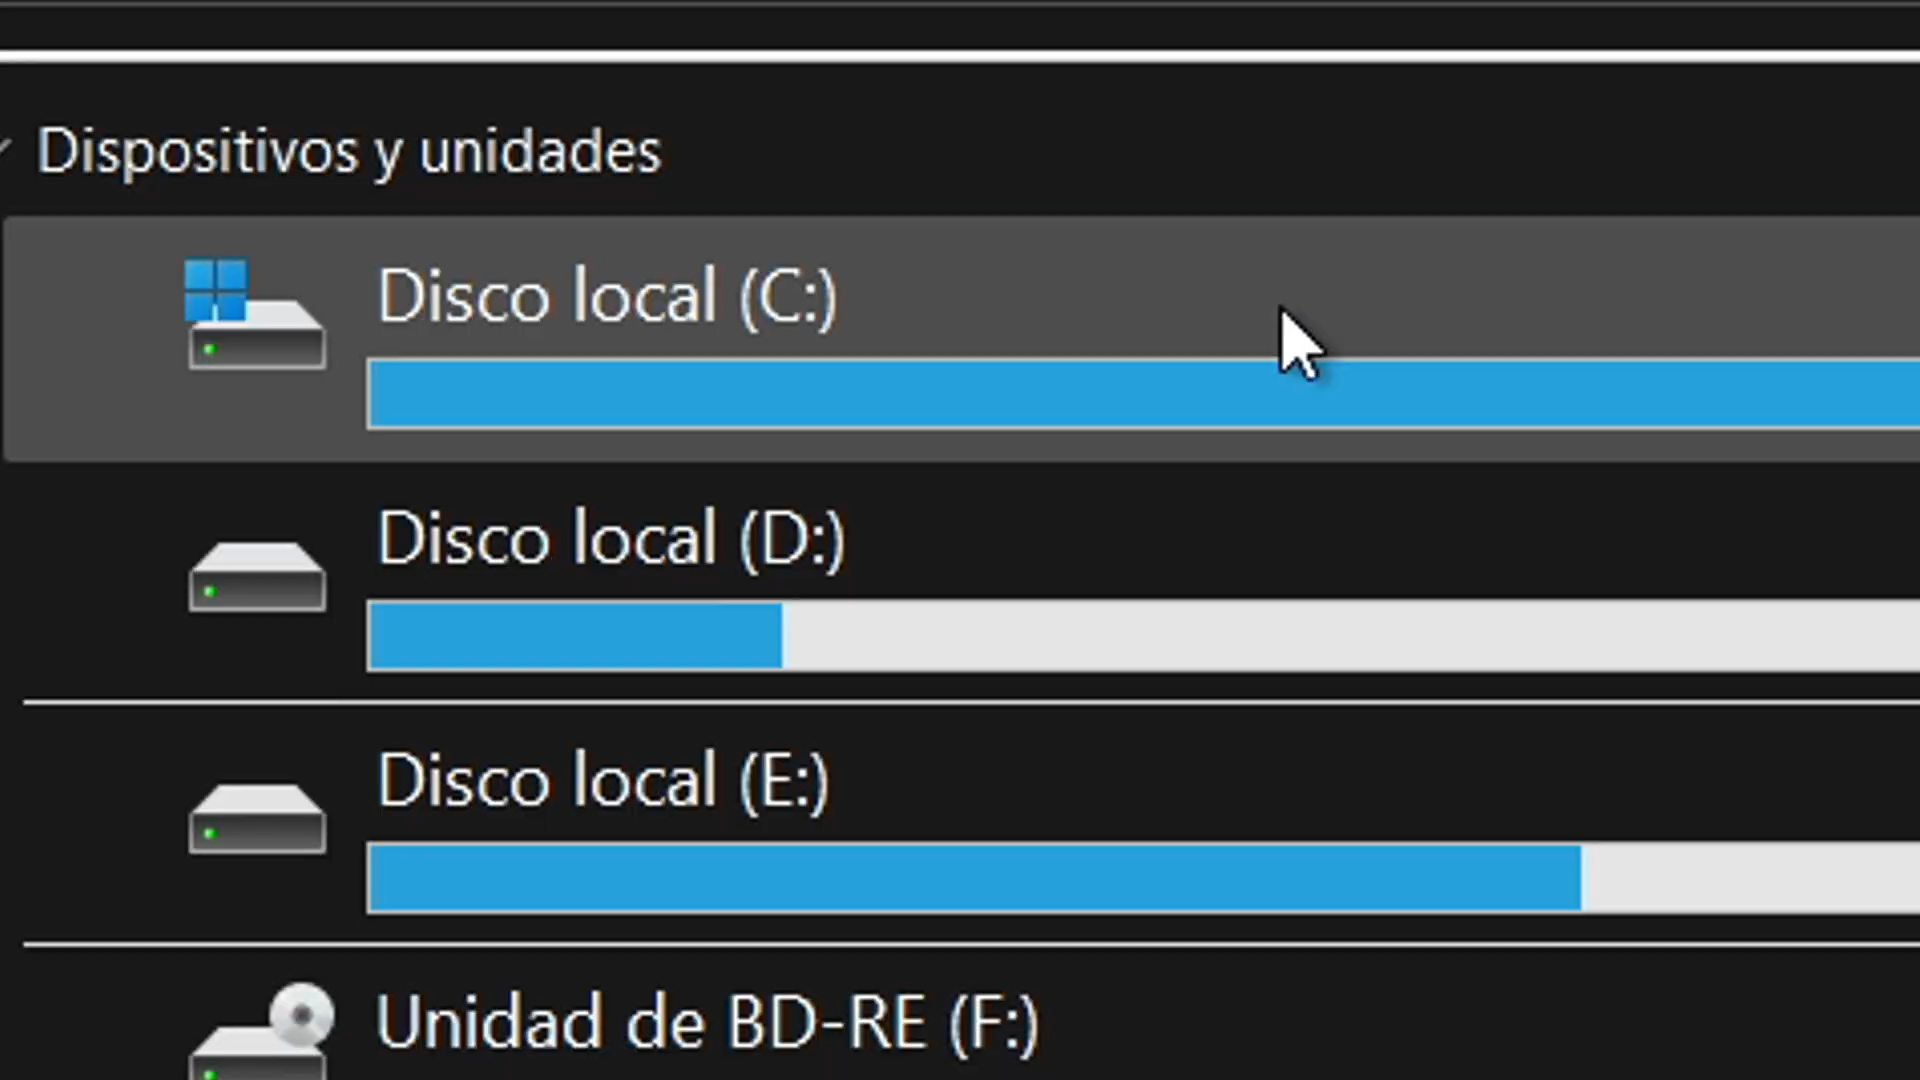 Dispositivos y unidades
Disco local (C:)
Disco local (D:)
Disco local (E:)
Unidad de BD-RE (F:)